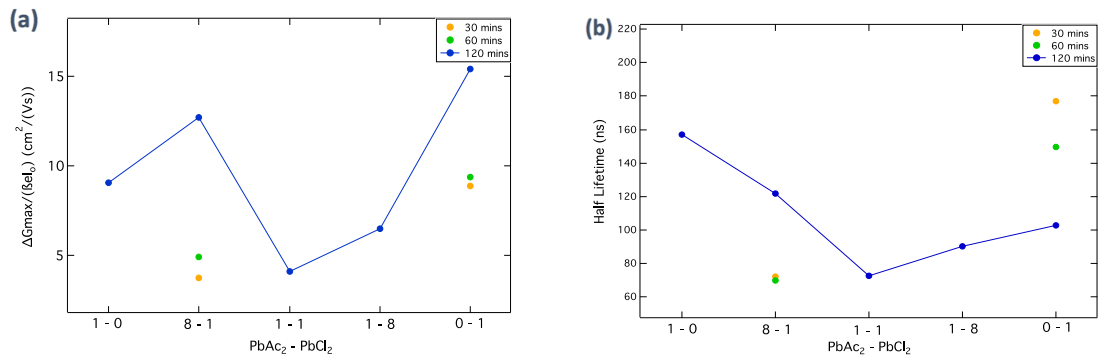 (a)
30 mins
60 mins
120 mins
15
10
5
ΔGmax/(ßeI₀) (cm²/(Vs))
1 - 0
8 - 1
1 - 1
1 - 8
0 - 1
PbAc₂ - PbCl₂
(b)
30 mins
60 mins
120 mins
220
200
180
160
140
120
100
80
60
Half Lifetime (ns)
1 - 0
8 - 1
1 - 1
1 - 8
0 - 1
PbAc₂ - PbCl₂